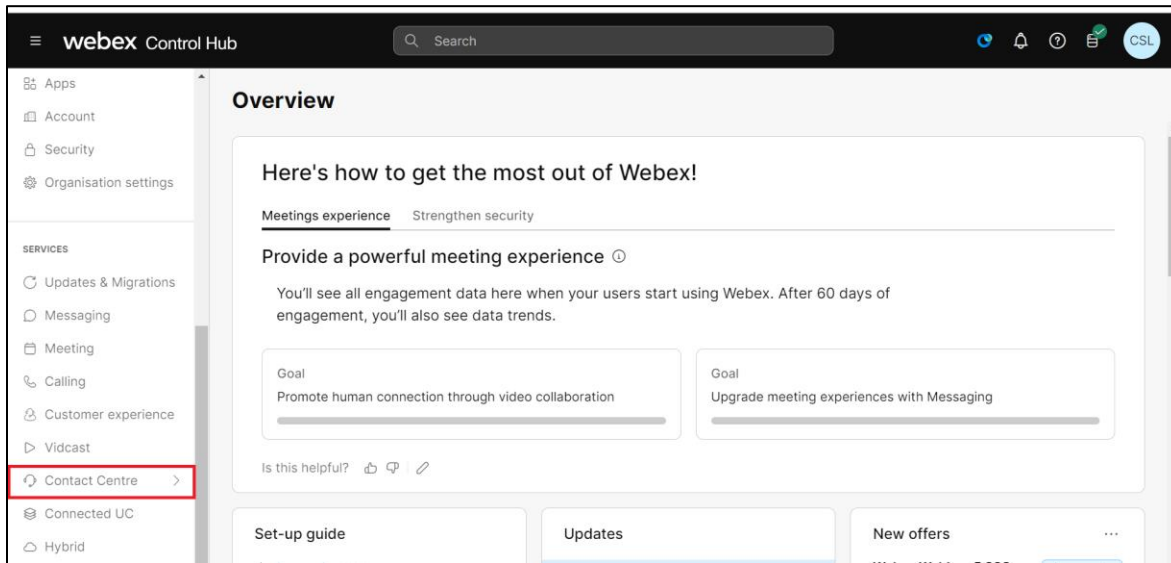 webex Control Hub
Search
CSL
Apps
Account
Security
Organisation settings
SERVICES
Updates & Migrations
Messaging
Meeting
Calling
Customer experience
Vidcast
Contact Centre
Connected UC
Hybrid
Overview
Here's how to get the most out of Webex!
Meetings experience Strengthen security
Provide a powerful meeting experience
You'll see all engagement data here when your users start using Webex. After 60 days of
engagement, you'll also see data trends.
Goal
Promote human connection through video collaboration
Goal
Upgrade meeting experiences with Messaging
Is this helpful?
Set-up guide
Updates
New offers